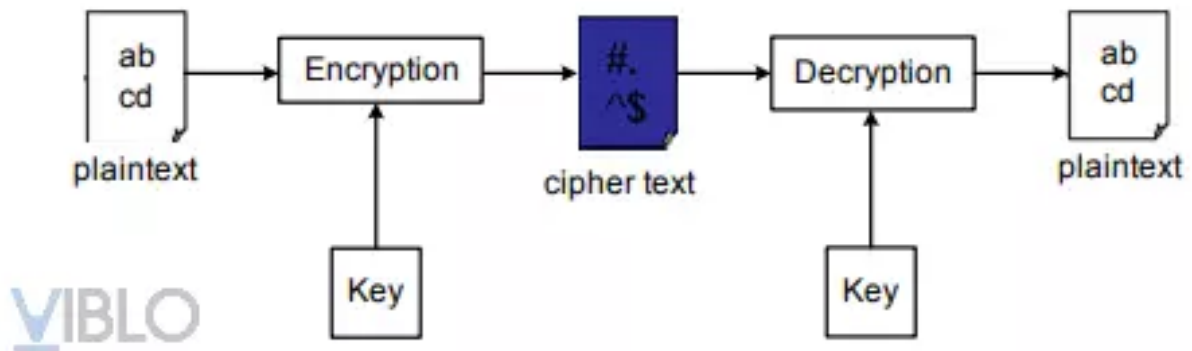 ab
cd
plaintext
Encryption
Key
#.
^$
cipher text
Decryption
Key
ab
cd
plaintext
VIBLO